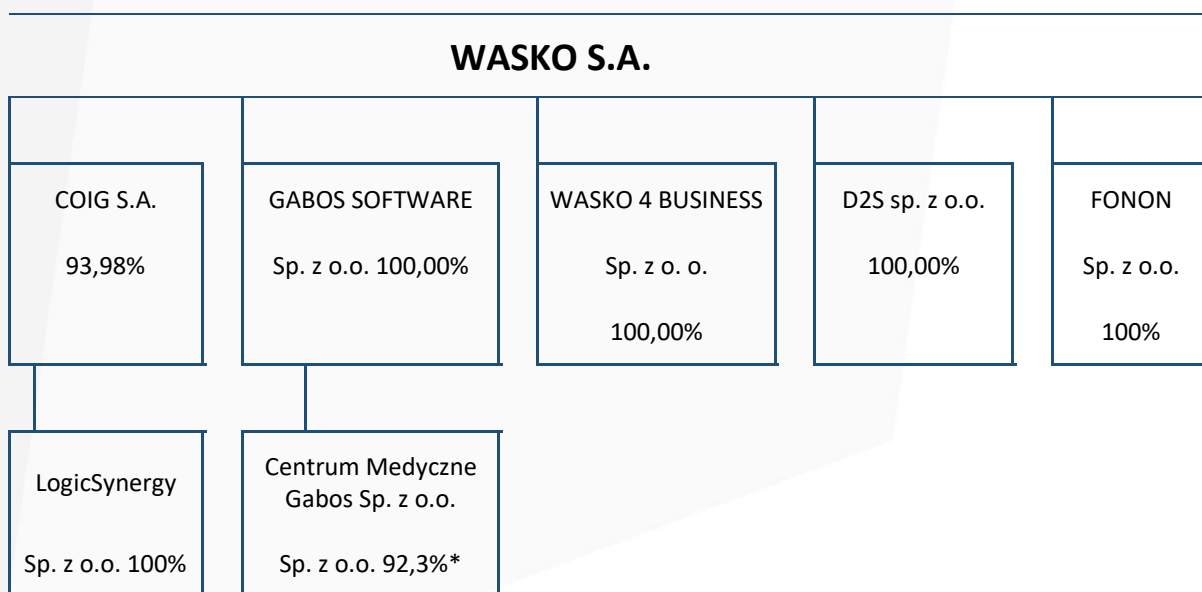 WASKO S.A.
COIG S.A.
93,98%
GABOS SOFTWARE
Sp. z o.o. 100,00%
WASKO 4 BUSINESS
Sp. z o. o.
100,00%
D2S sp. z o.o.
100,00%
FONON
Sp. z o.o.
100%
LogicSynergy
Sp. z o.o. 100%
Centrum Medyczne
Gabos Sp. z o.o.
Sp. z o.o. 92,3%*